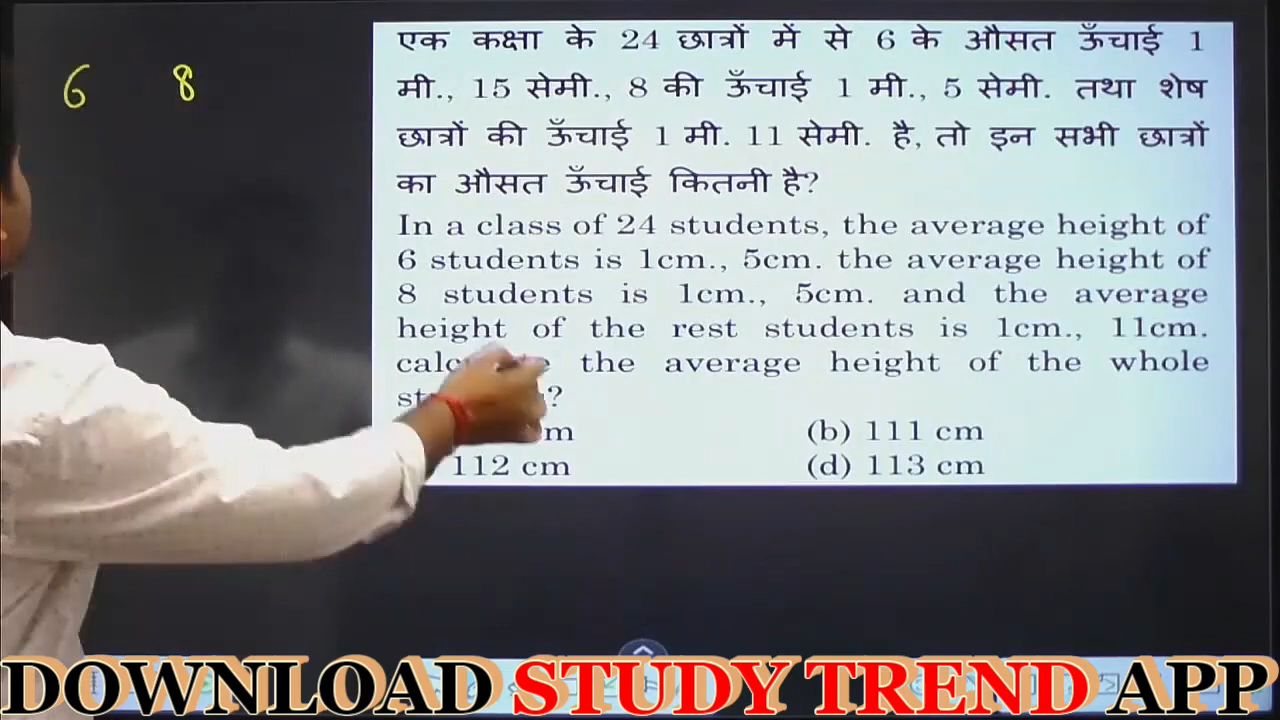 6 8
एक कक्षा के 24 छात्रों में से 6 के औसत ऊँचाई 1
मी., 15 सेमी., 8 की ऊँचाई 1 मी., 5 सेमी. तथा शेष
छात्रों की ऊँचाई 1 मी. 11 सेमी. है, तो इन सभी छात्रों
का औसत ऊँचाई कितनी है?
In a class of 24 students, the average height of
6 students is 1cm., 5cm. the average height of
8 students is 1cm., 5cm. and the average
height of the rest students is 1cm., 11cm.
the average height of the whole
?
(b) 111 cm
112 cm (d) 113 cm
DOWNLOAD STUDY TREND APP